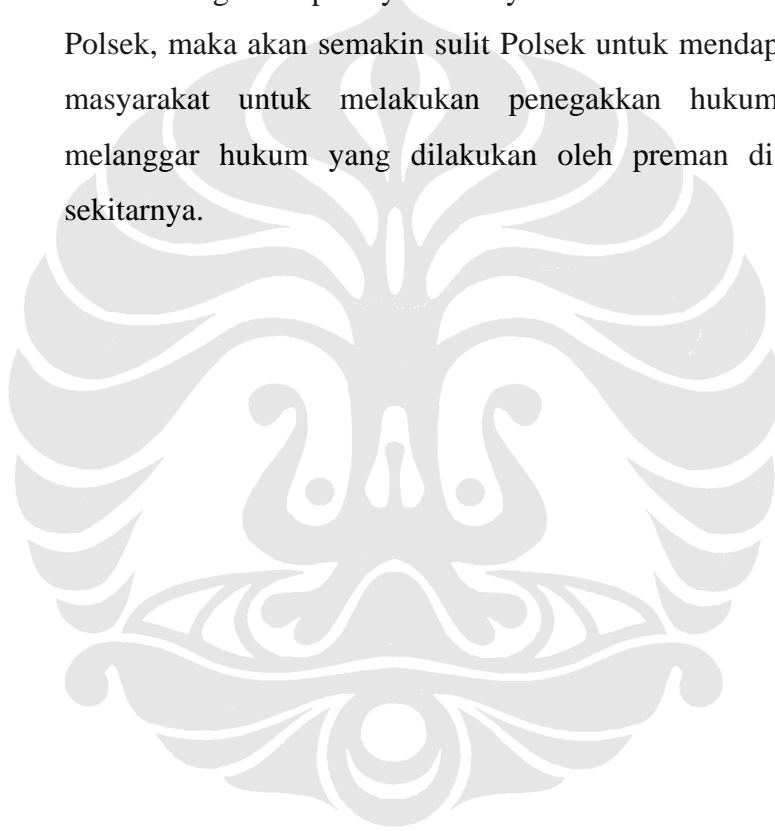 Polsek, maka akan semakin sulit Polsek untuk
masyarakat untuk melakukan penegakkan hukum
melanggar hukum yang dilakukan oleh preman di
sekitarnya.